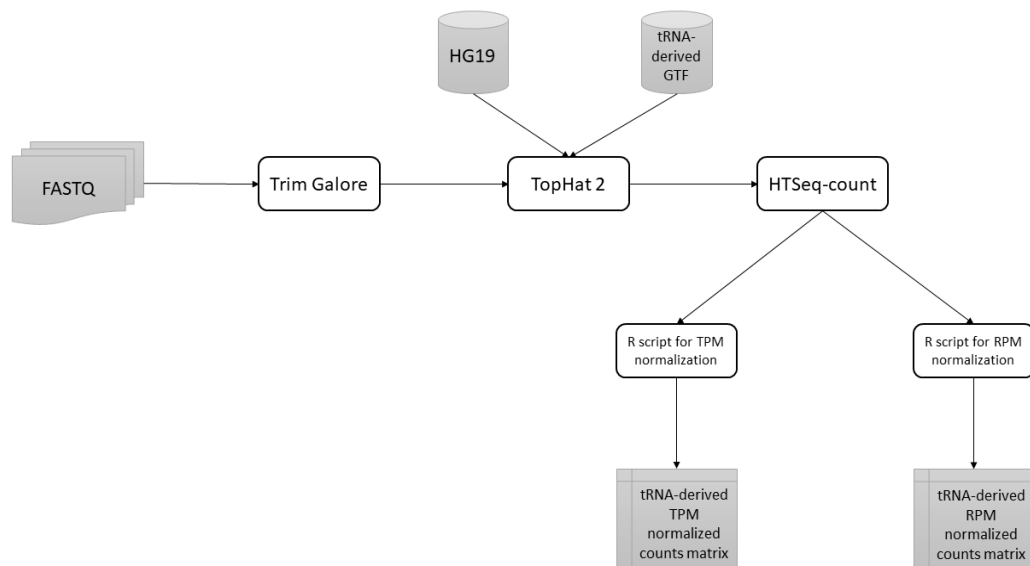 HG19
tRNA-
derived
GTF
FASTQ
Trim Galore
TopHat 2
HTSeq-count
R script for TPM
normalization
R script for RPM
normalization
tRNA-derived
TPM
normalized
counts matrix
tRNA-derived
RPM
normalized
counts matrix